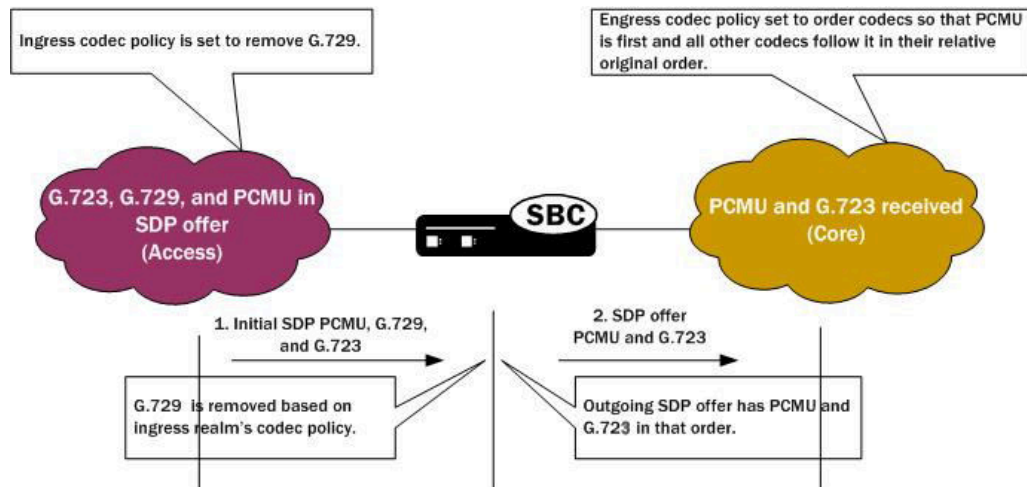 Ingress codec policy is set to remove G.729.
Engress codec policy set to order codecs so that PCMU
is first and all other codecs follow it in their relative
original order.
G.723, G.729, and PCMU in
SDP offer
(Access)
SBC
PCMU and G.723 received
(Core)
1. Initial SDP PCMU, G.729,
and G.723
2. SDP offer
PCMU and G.723
G.729 is removed based on
ingress realm's codec policy.
Outgoing SDP offer has PCMU and
G.723 in that order.